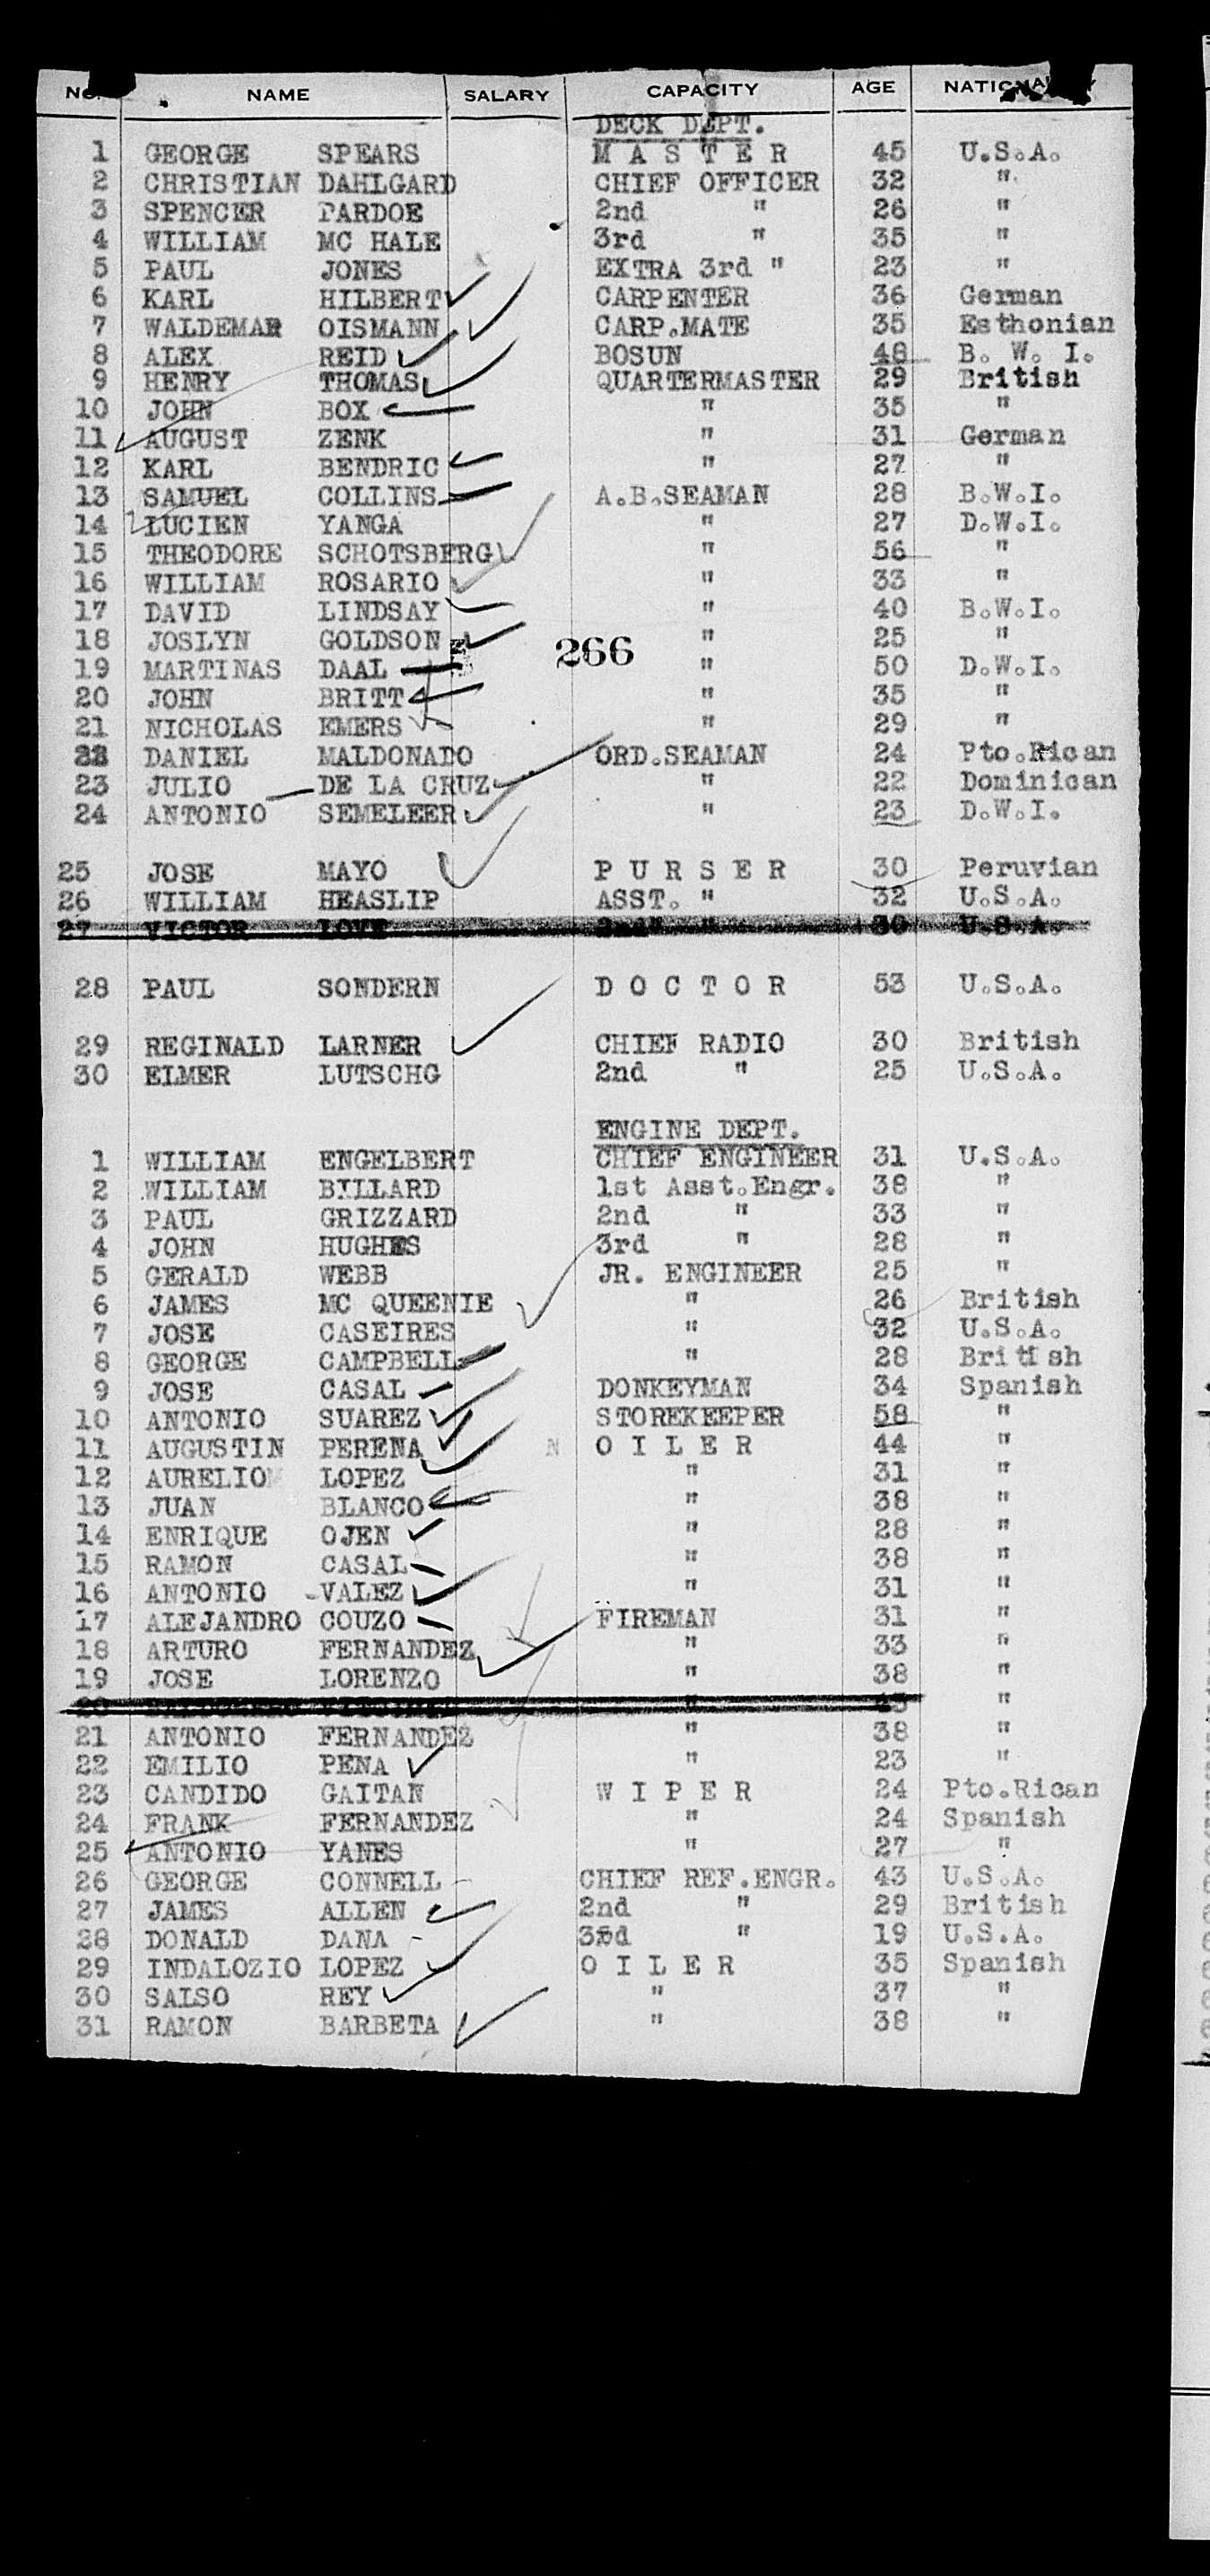 No. NAME SALARY CAPACITY AGE
DECK DEPT.
1 GEORGE SPEARS M A S T E R 45 U.S.A.
2 CHRISTIAN DAHLGARD CHIEF OFFICER 32 "
3 SPENCER PARDOE 2nd " 26 "
4 WILLIAM MC HALE 3rd " 35 "
5 PAUL JONES EXTRA 3rd " 23 "
6 KARL HILBERT CARPENTER 36 German
7 WALDEMAR OISMANN CARP.MATE 35 Esthonian
8 ALEX REID BOSUN 48 B. W. I.
9 HENRY THOMAS QUARTERMASTER 29 British
10 JOHN BOX " 35 "
11 AUGUST ZENK " 31 German
12 KARL BENDRIC " 27 "
13 SAMUEL COLLINS A.B.SEAMAN 28 B.W.I.
14 LUCIEN YANGA " 27 D.W.I.
15 THEODORE SCHOTSBERG " 56 "
16 WILLIAM ROSARIO " 33 "
17 DAVID LINDSAY " 40 B.W.I.
18 JOSLYN GOLDSON " 25 "
266
19 MARTINAS DAAL " 50 D.W.I.
20 JOHN BRITT " 35 "
21 NICHOLAS EMERS " 29 "
22 DANIEL MALDONADO ORD.SEAMAN 24 Pto.Rican
23 JULIO DE LA CRUZ " 22 Dominican
24 ANTONIO SEMELEER " 23 D.W.I.
25 JOSE MAYO P U R S E R 30 Peruvian
26 WILLIAM HEASLIP ASST. " 32 U.S.A.
27 VICTOR LOVE 2nd" " 30 U.S.A.
28 PAUL SONDERN D O C T O R 53 U.S.A.
29 REGINALD LARNER CHIEF RADIO 30 British
30 ELMER LUTSCHG 2nd " 25 U.S.A.
ENGINE DEPT.
1 WILLIAM ENGELBERT CHIEF ENGINEER 31 U.S.A.
2 WILLIAM BILLARD 1st Asst.Engr. 38 "
3 PAUL GRIZZARD 2nd " 33 "
4 JOHN HUGHES 3rd " 28 "
5 GERALD WEBB JR. ENGINEER 25 "
6 JAMES MC QUEENIE " 26 British
7 JOSE CASEIRES " 32 U.S.A.
8 GEORGE CAMPBELL " 28 British
9 JOSE CASAL DONKEYMAN 34 Spanish
10 ANTONIO SUAREZ STOREKEEPER 58 "
11 AUGUSTIN PERENA O I L E R 44 "
12 AURELIO LOPEZ " 31 "
13 JUAN BLANCO " 38 "
14 ENRIQUE OJEN " 28 "
15 RAMON CASAL " 38 "
16 ANTONIO VALEZ " 31 "
17 ALEJANDRO COUZO FIREMAN 31 "
18 ARTURO FERNANDEZ " 33 "
19 JOSE LORENZO " 38 "
20 " "
21 ANTONIO FERNANDEZ " 38 "
22 EMILIO PENA " 23 "
23 CANDIDO GAITAN W I P E R 24 Pto.Rican
24 FRANK FERNANDEZ " 24 Spanish
25 ANTONIO YANES " 27 "
26 GEORGE CONNELL CHIEF REF.ENGR. 43 U.S.A.
27 JAMES ALLEN 2nd " 29 British
28 DONALD DANA 3rd " 19 U.S.A.
29 INDALOZIO LOPEZ O I L E R 35 Spanish
30 SALSO REY " 37 "
31 RAMON BARBETA " 38 "